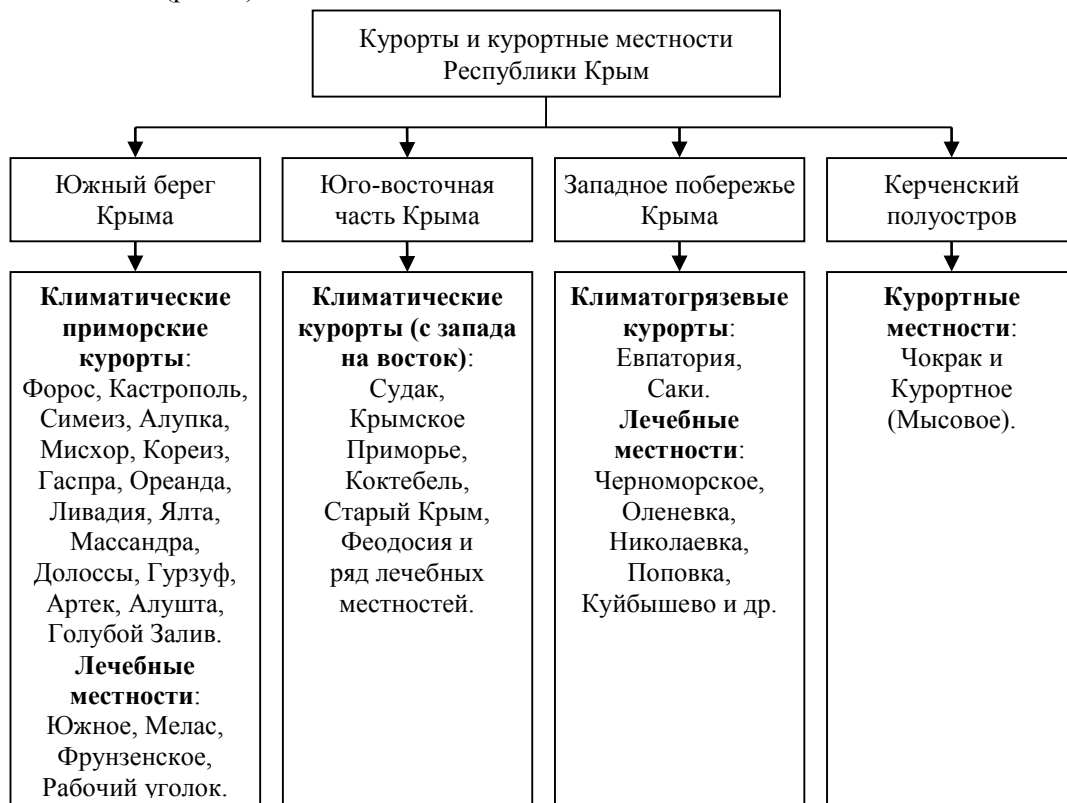 Курорты и курортные местности
Республики Крым
Южный берег
Крыма
Юго-восточная
часть Крыма
Западное побережье
Крыма
Керченский
полуостров
Климатические
приморские
курорты:
Форос, Кастрополь,
Симеиз, Алупка,
Мисхор, Кореиз,
Гаспра, Ореанда,
Ливадия, Ялта,
Массандра,
Долоссы, Гурзуф,
Артек, Алушта,
Голубой Залив.
Лечебные
местности:
Южное, Мелас,
Фрунзенское,
Рабочий уголок.
Климатические
курорты (с запада
на восток):
Судак,
Крымское
Приморье,
Коктебель,
Старый Крым,
Феодосия и
ряд лечебных
местностей.
Климатогрязевые
курорты:
Евпатория,
Саки.
Лечебные
местности:
Черноморское,
Оленевка,
Николаевка,
Поповка,
Куйбышево и др.
Курортные
местности:
Чокрак и
Курортное
(Мысовое).